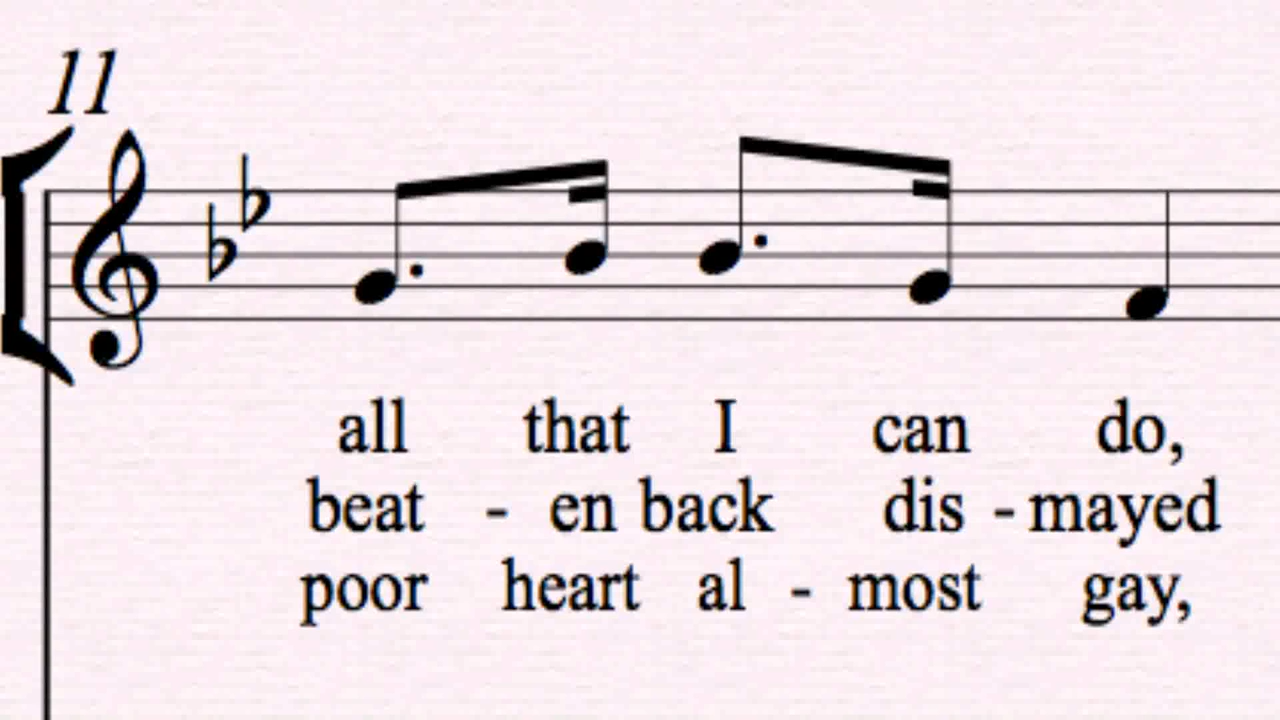 11
all that I can do,
beat - en back dis - mayed
poor heart al - most gay,